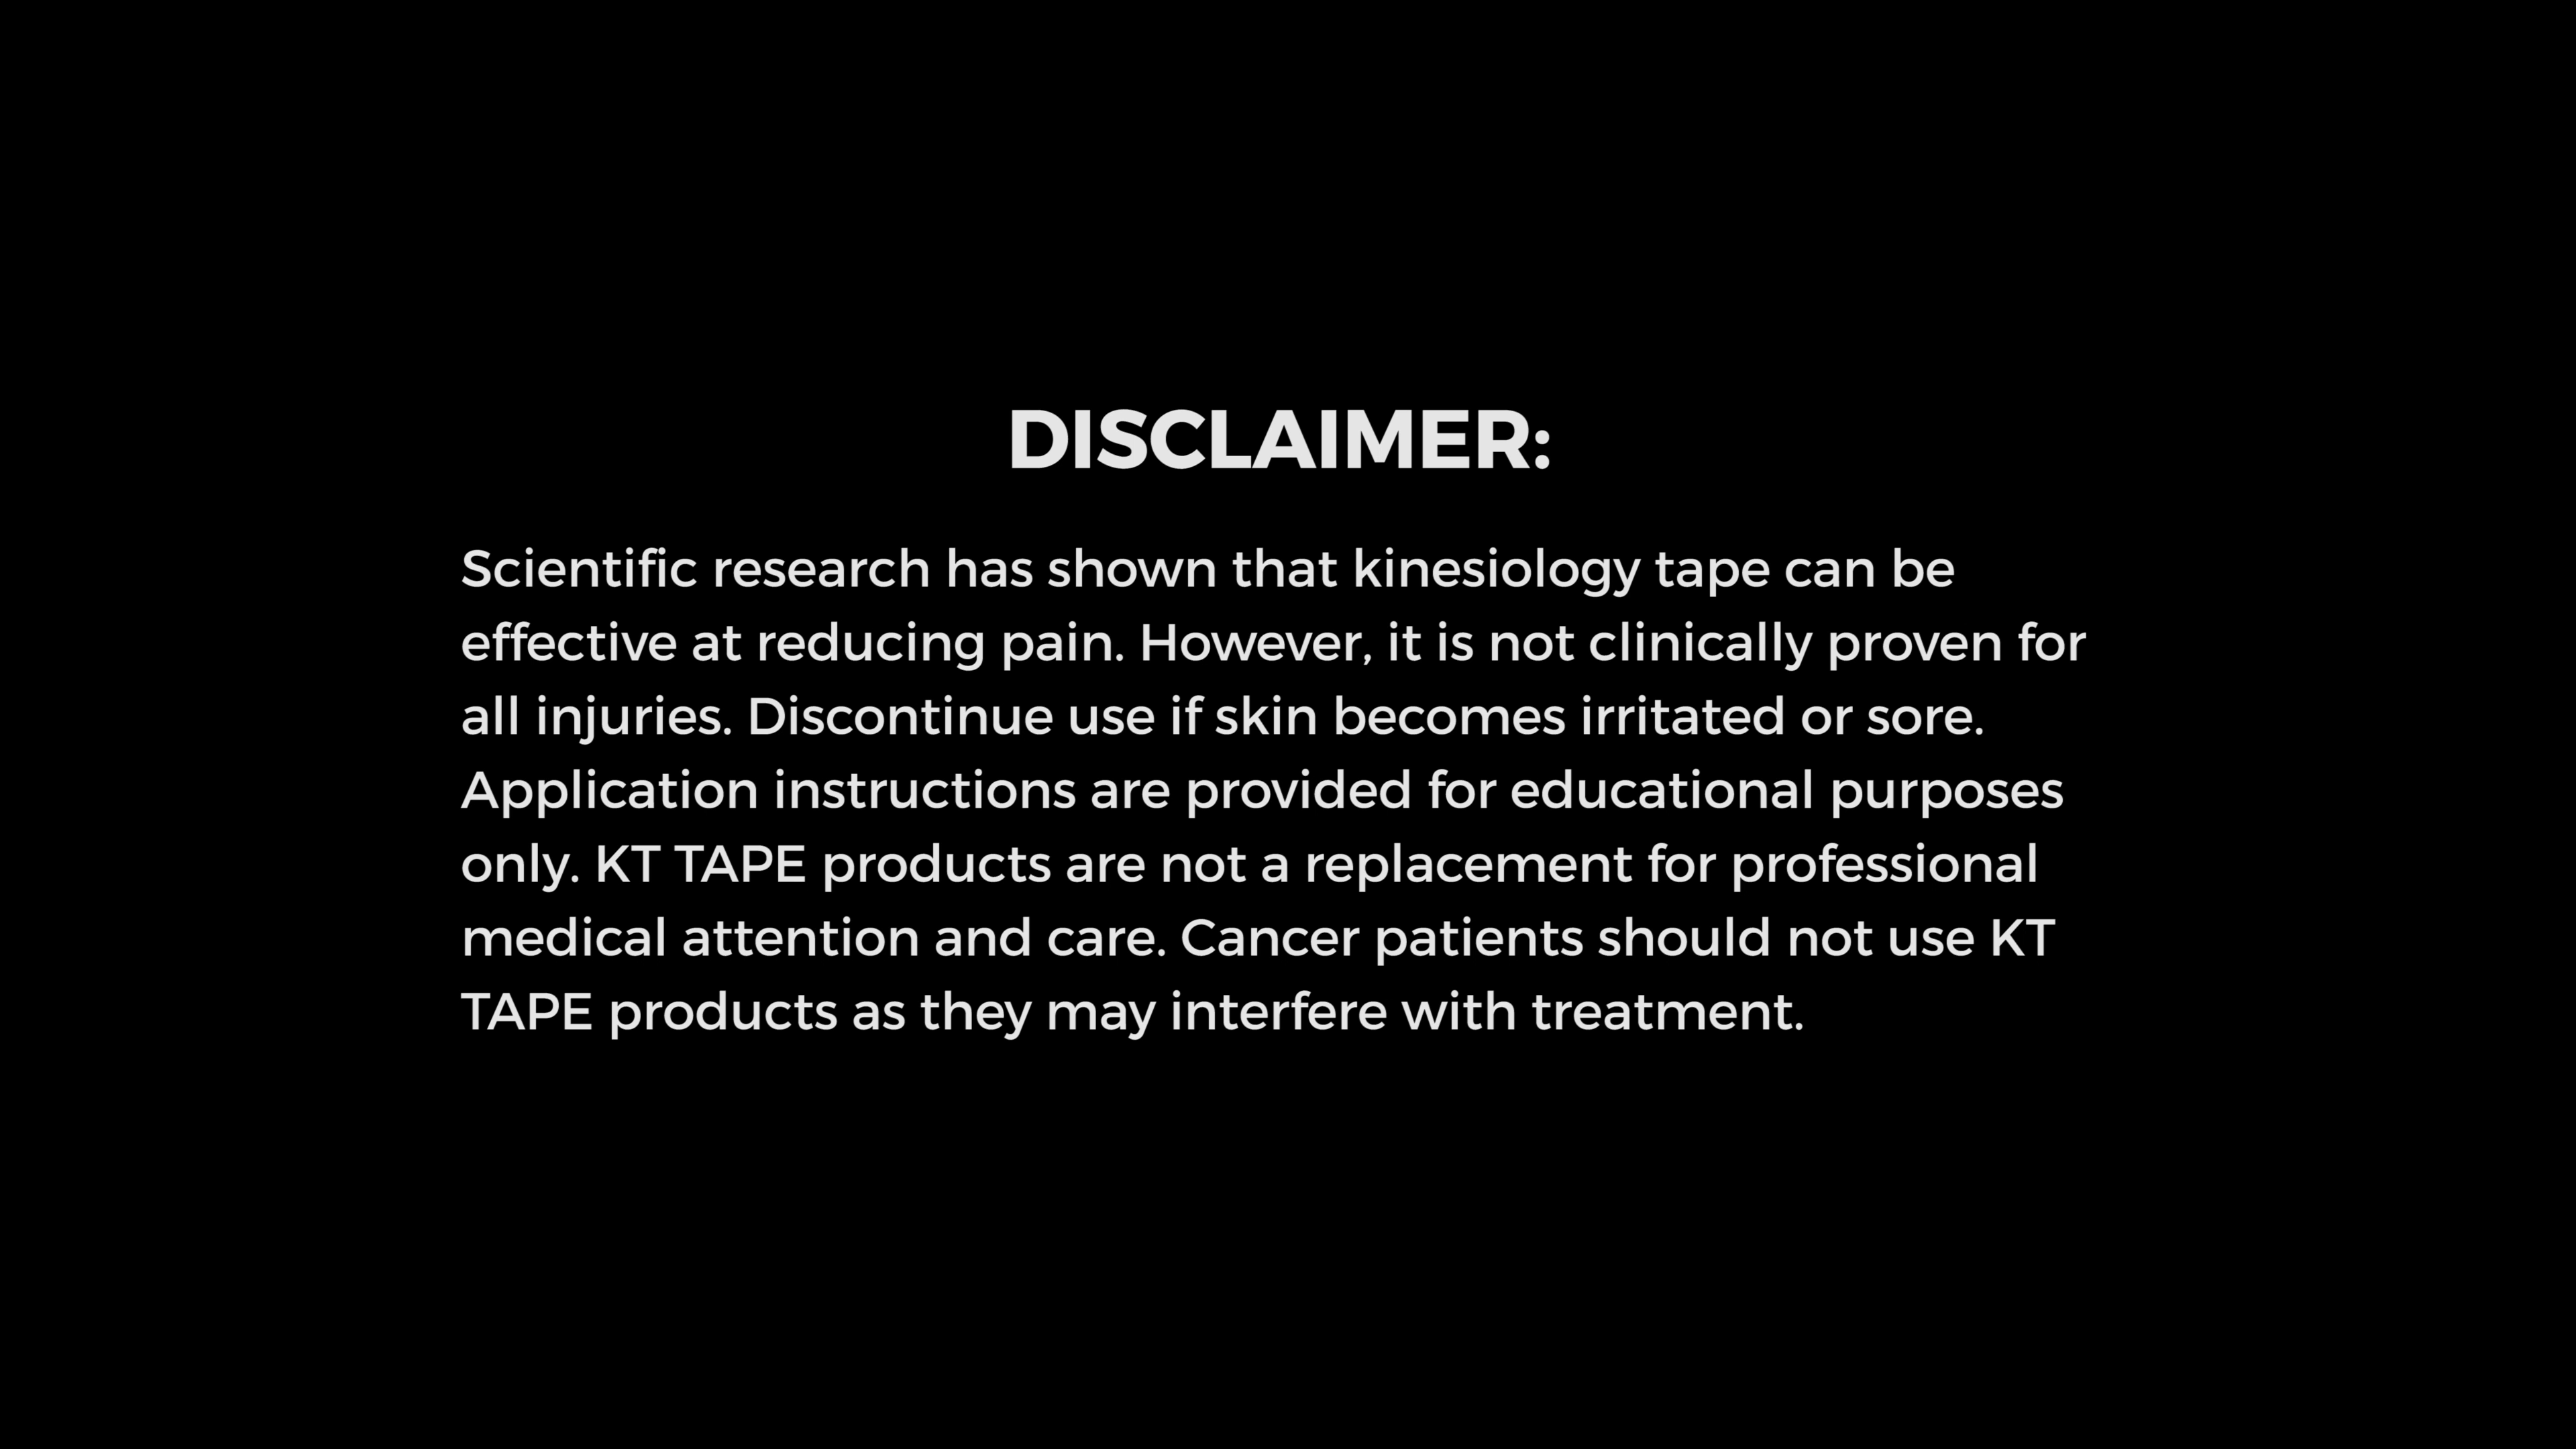 DISCLAIMER:
Scientific research has shown that kinesiology tape can be
effective at reducing pain. However, it is not clinically proven for
all injuries. Discontinue use if skin becomes irritated or sore.
Application instructions are provided for educational purposes
only. KT TAPE products are not a replacement for professional
medical attention and care. Cancer patients should not use KT
TAPE products as they may interfere with treatment.